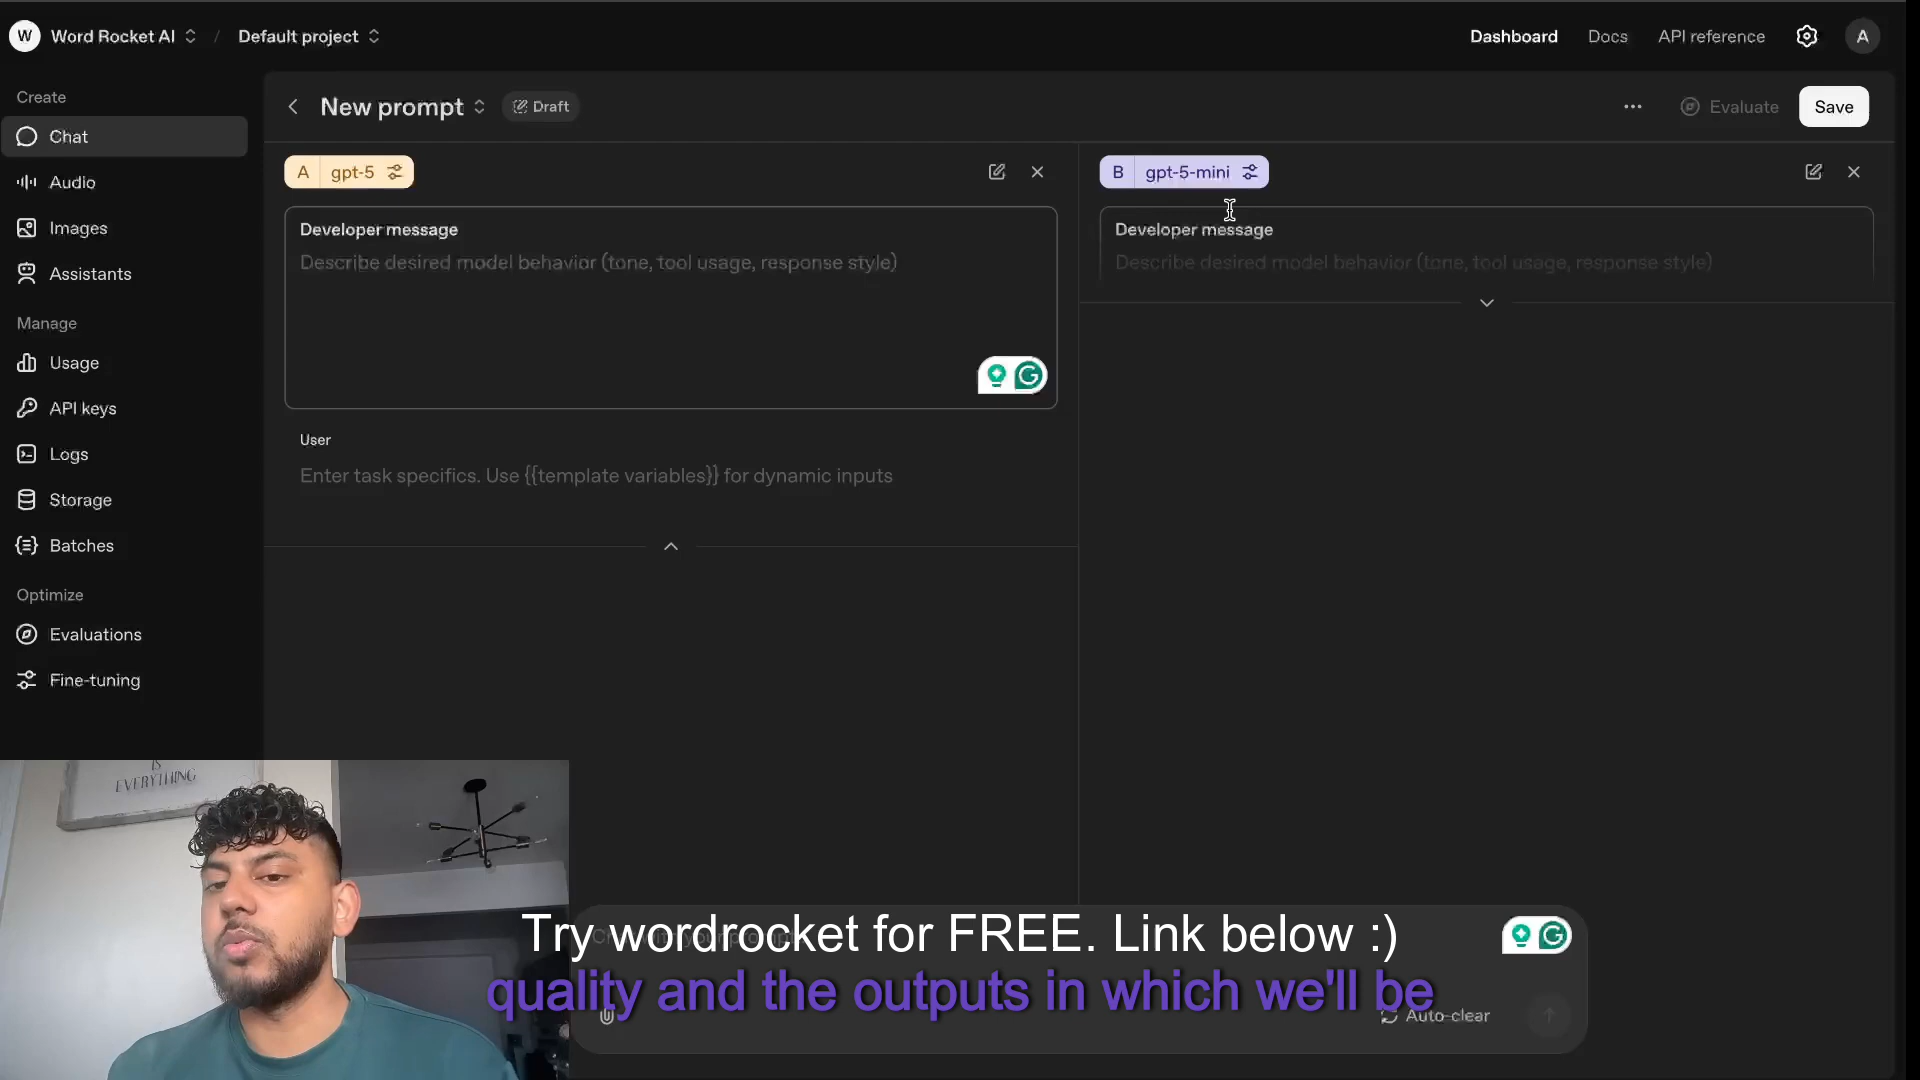 W Word Rocket AI / Default project
Dashboard Docs API reference A
Create
Chat
Audio
Images
Assistants
Manage
Usage
API keys
Logs
Storage
Batches
Optimize
Evaluations
Fine-tuning
New prompt Draft
Evaluate Save
A gpt-5
Developer message
Describe desired model behavior (tone, tool usage, response style)
User
Enter task specifics. Use {{template variables}} for dynamic inputs
B gpt-5-mini
Developer message
Describe desired model behavior (tone, tool usage, response style)
IS
EVERYTHING
Try wordrocket for FREE. Link below :)
quality and the outputs in which we'll be
Auto-clear